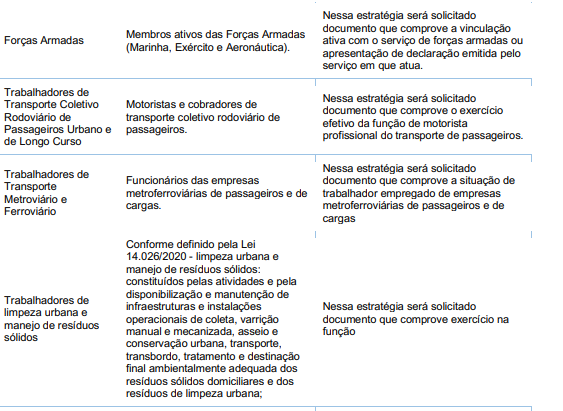 Forças Armadas
Membros ativos das Forças Armadas
(Marinha, Exército e Aeronáutica).
Nessa estratégia será solicitado
documento que comprove a vinculação
ativa com o serviço de forças armadas ou
apresentação de declaração emitida pelo
serviço em que atua.
Trabalhadores de
Transporte Coletivo
Rodoviário de
Passageiros Urbano e
de Longo Curso
Motoristas e cobradores de
transporte coletivo rodoviário de
passageiros.
Nessa estratégia será solicitado
documento que comprove o exercício
efetivo da função de motorista
profissional do transporte de passageiros.
Trabalhadores de
Transporte
Metroviário e
Ferroviário
Funcionários das empresas
metroferroviárias de passageiros e de
cargas.
Nessa estratégia será solicitado
documento que comprove a situação de
trabalhador empregado de empresas
metroferroviárias de passageiros e de
cargas
Trabalhadores de
limpeza urbana e
manejo de resíduos
sólidos
Conforme definido pela Lei
14.026/2020 - limpeza urbana e
manejo de resíduos sólidos:
constituídos pelas atividades e pela
disponibilização e manutenção de
infraestruturas e instalações
operacionais de coleta, varrição
manual e mecanizada, asseio e
conservação urbana, transporte,
transbordo, tratamento e destinação
final ambientalmente adequada dos
resíduos sólidos domiciliares e dos
resíduos de limpeza urbana;
Nessa estratégia será solicitado
documento que comprove exercício na
função